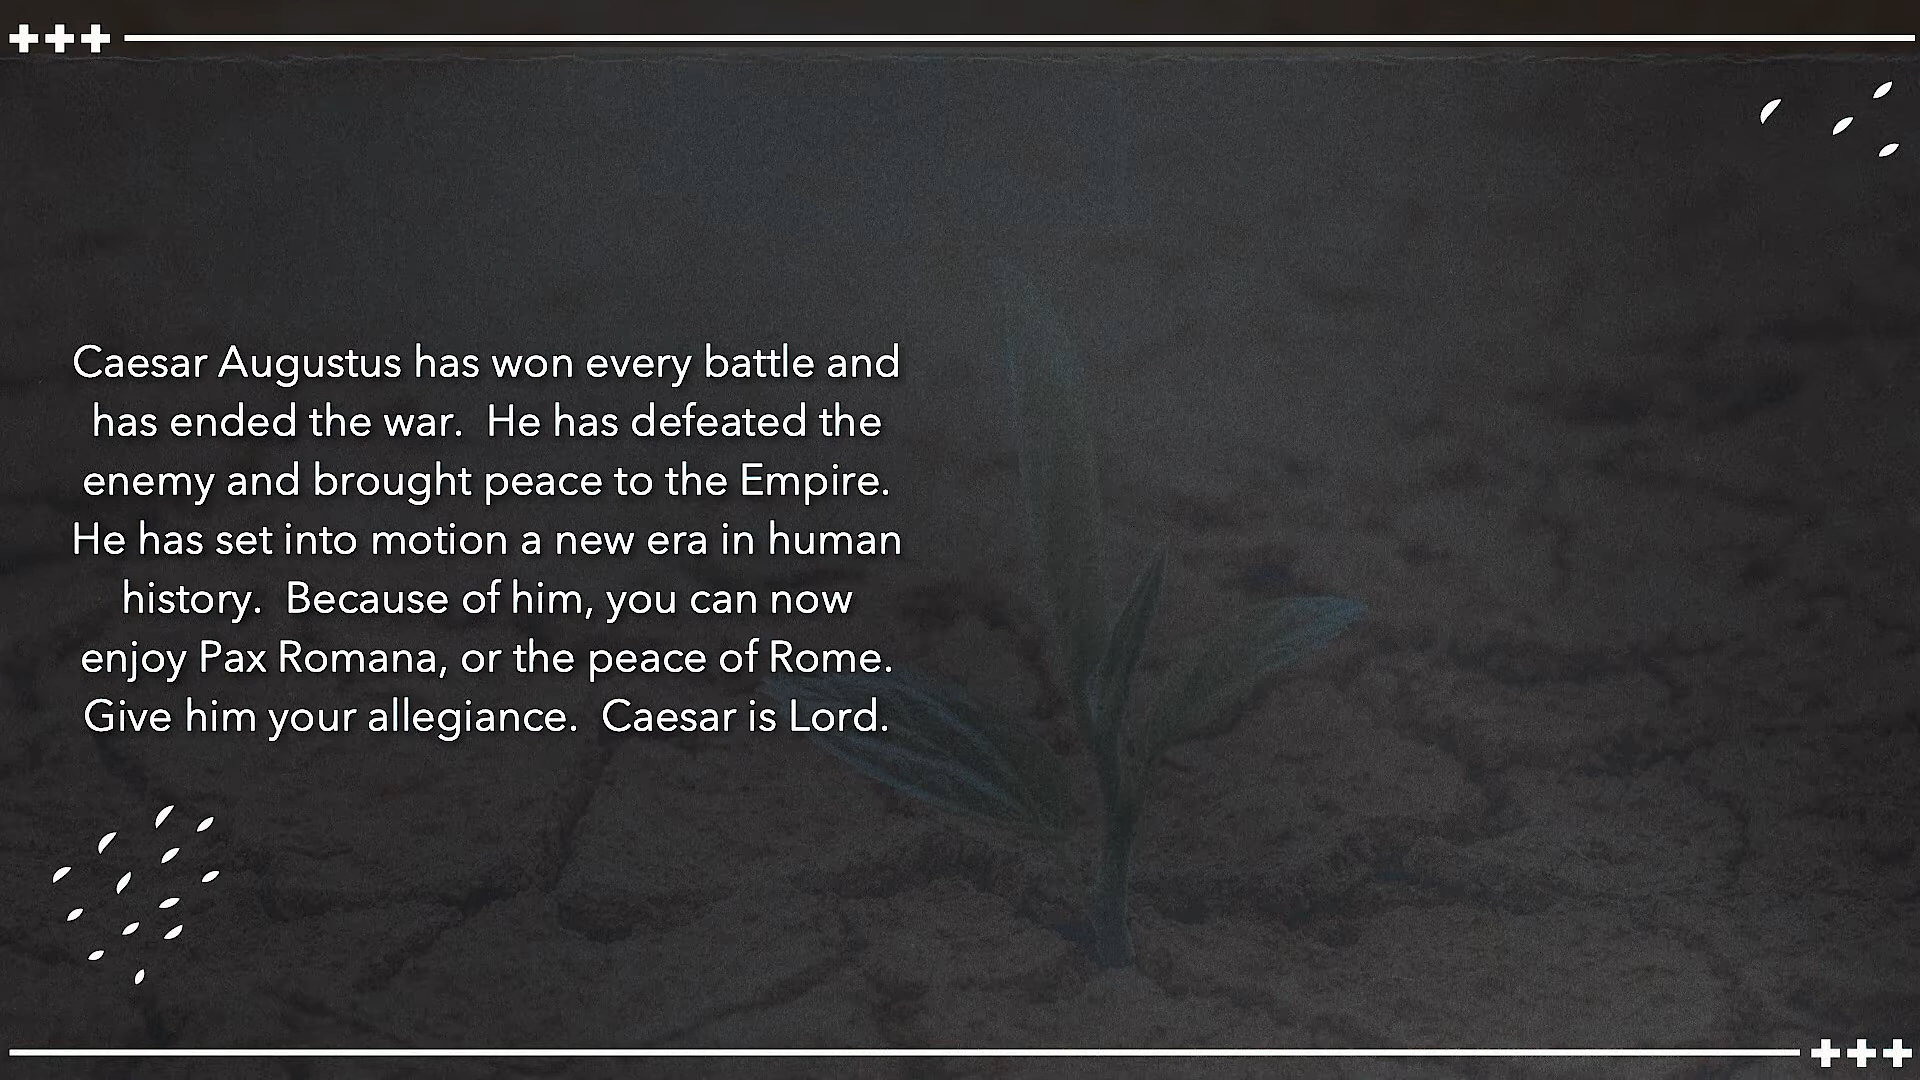 Caesar Augustus has won every battle and
has ended the war.  He has defeated the
enemy and brought peace to the Empire.
He has set into motion a new era in human
history.  Because of him, you can now
enjoy Pax Romana, or the peace of Rome.
Give him your allegiance.  Caesar is Lord.